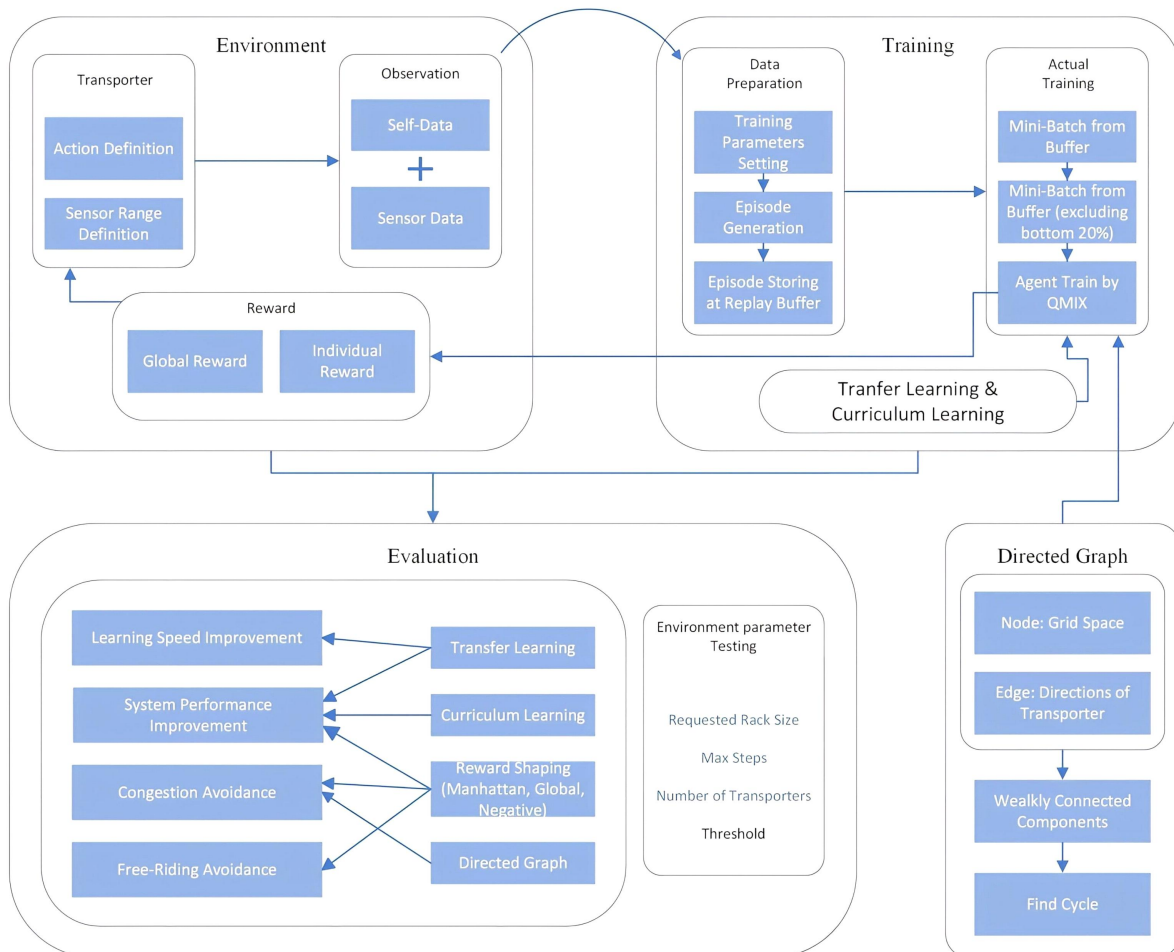 Environment
Transporter
Action Definition
Sensor Range
Definition
Observation
Self-Data
+
Sensor Data
Reward
Global Reward
Individual
Reward
Training
Data
Preparation
Training
Parameters
Setting
Episode
Generation
Episode Storing
at Replay Buffer
Actual
Training
Mini-Batch from
Buffer
Mini-Batch from
Buffer (excluding
bottom 20%)
Agent Train by
QMIX
Tranfer Learning &
Curriculum Learning
Evaluation
Learning Speed Improvement
System Performance
Improvement
Congestion Avoidance
Free-Riding Avoidance
Transfer Learning
Curriculum Learning
Reward Shaping
(Manhattan, Global,
Negative)
Directed Graph
Environment parameter
Testing
Requested Rack Size
Max Steps
Number of Transporters
Threshold
Directed Graph
Node: Grid Space
Edge: Directions of
Transporter
Wealkly Connected
Components
Find Cycle